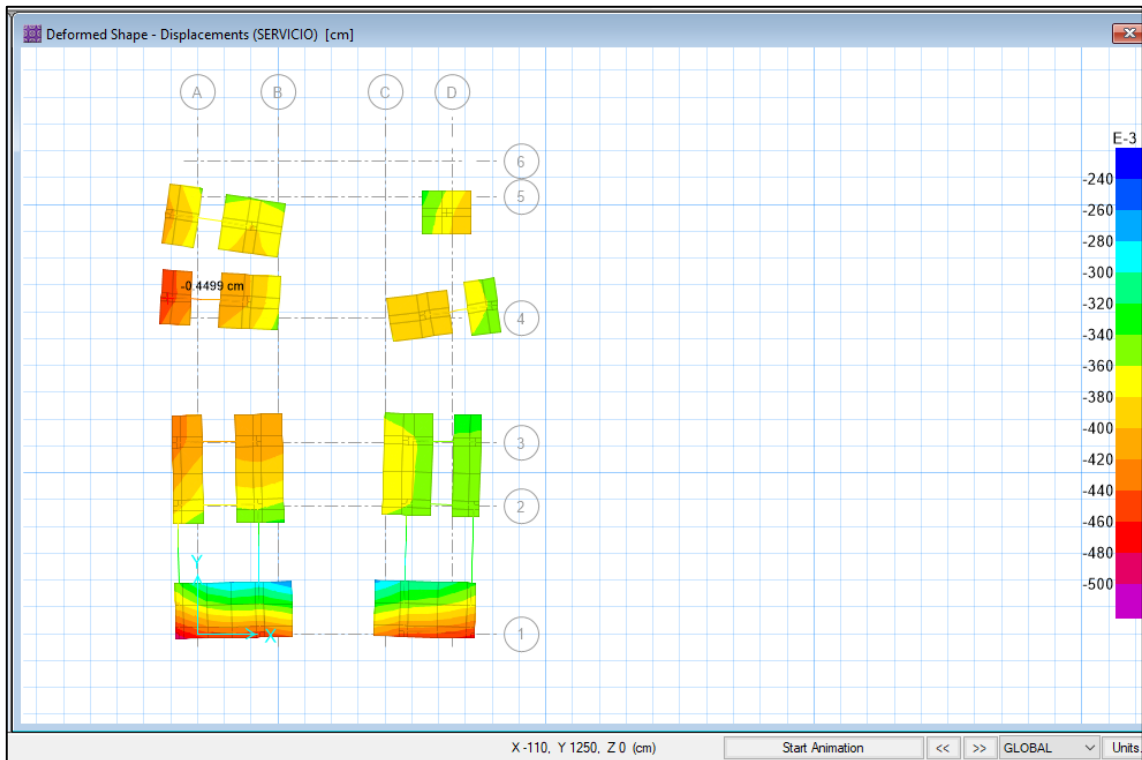 Deformed Shape - Displacements (SERVICIO) [cm]
A
B
C
D
6
5
4
3
2
1
-0.4499 cm
Y
X
E-3
-240
-260
-280
-300
-320
-340
-360
-380
-400
-420
-440
-460
-480
-500
X -110, Y 1250, Z 0 (cm)
Start Animation
<<
>>
GLOBAL
Units.